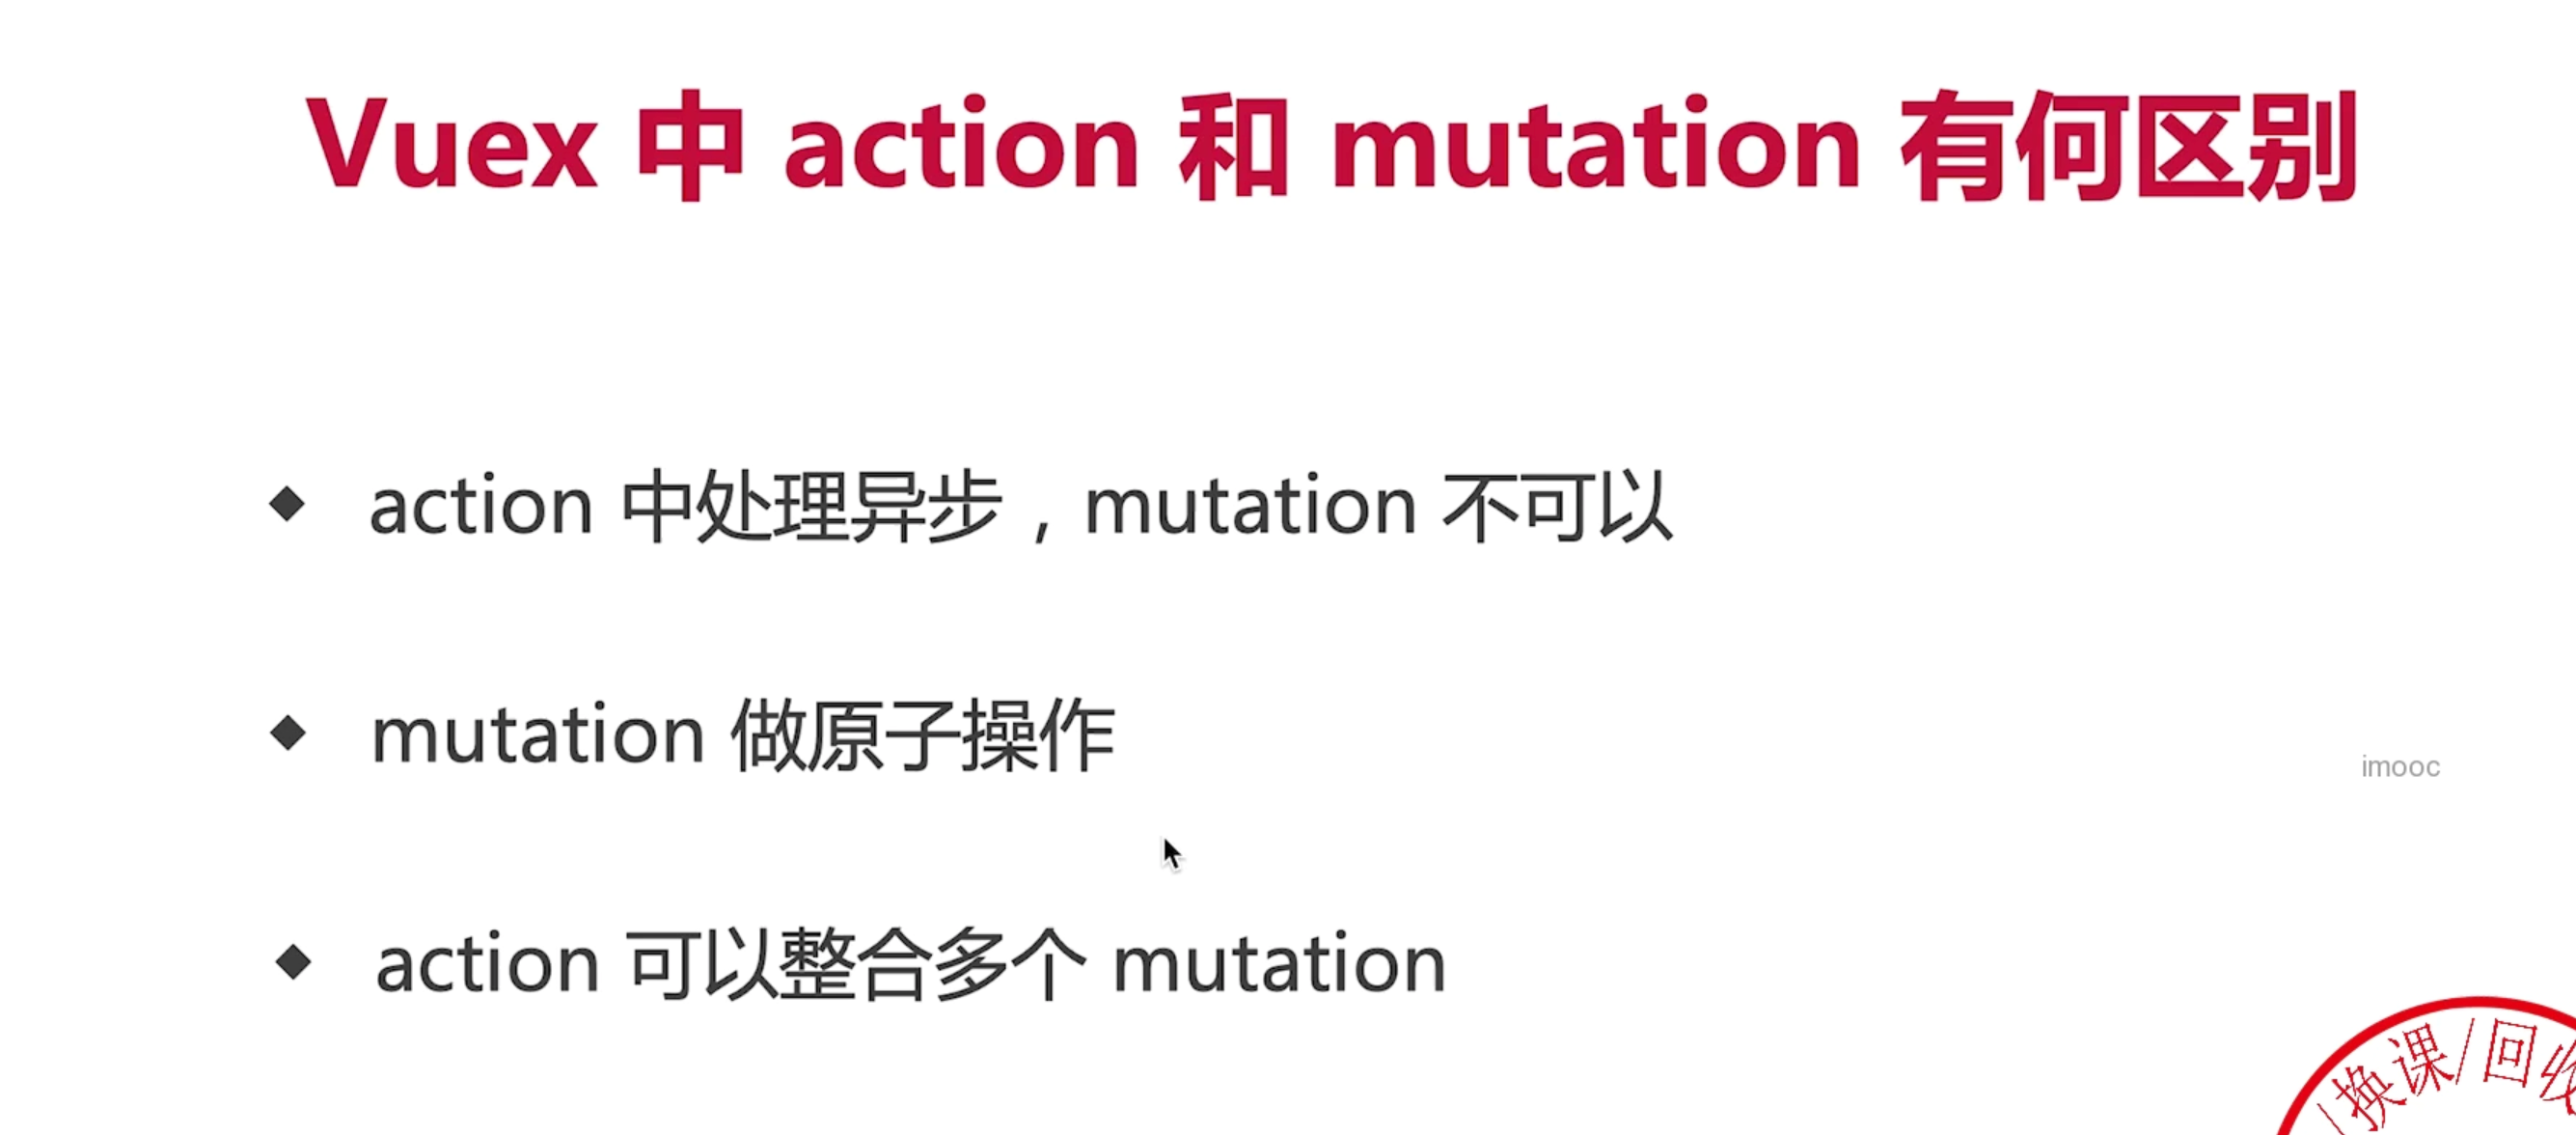 Vuex 中 action 和 mutation 有何区别
◆ action 中处理异步，mutation 不可以
◆ mutation 做原子操作
imooc
◆ action 可以整合多个 mutation
/换课/回收